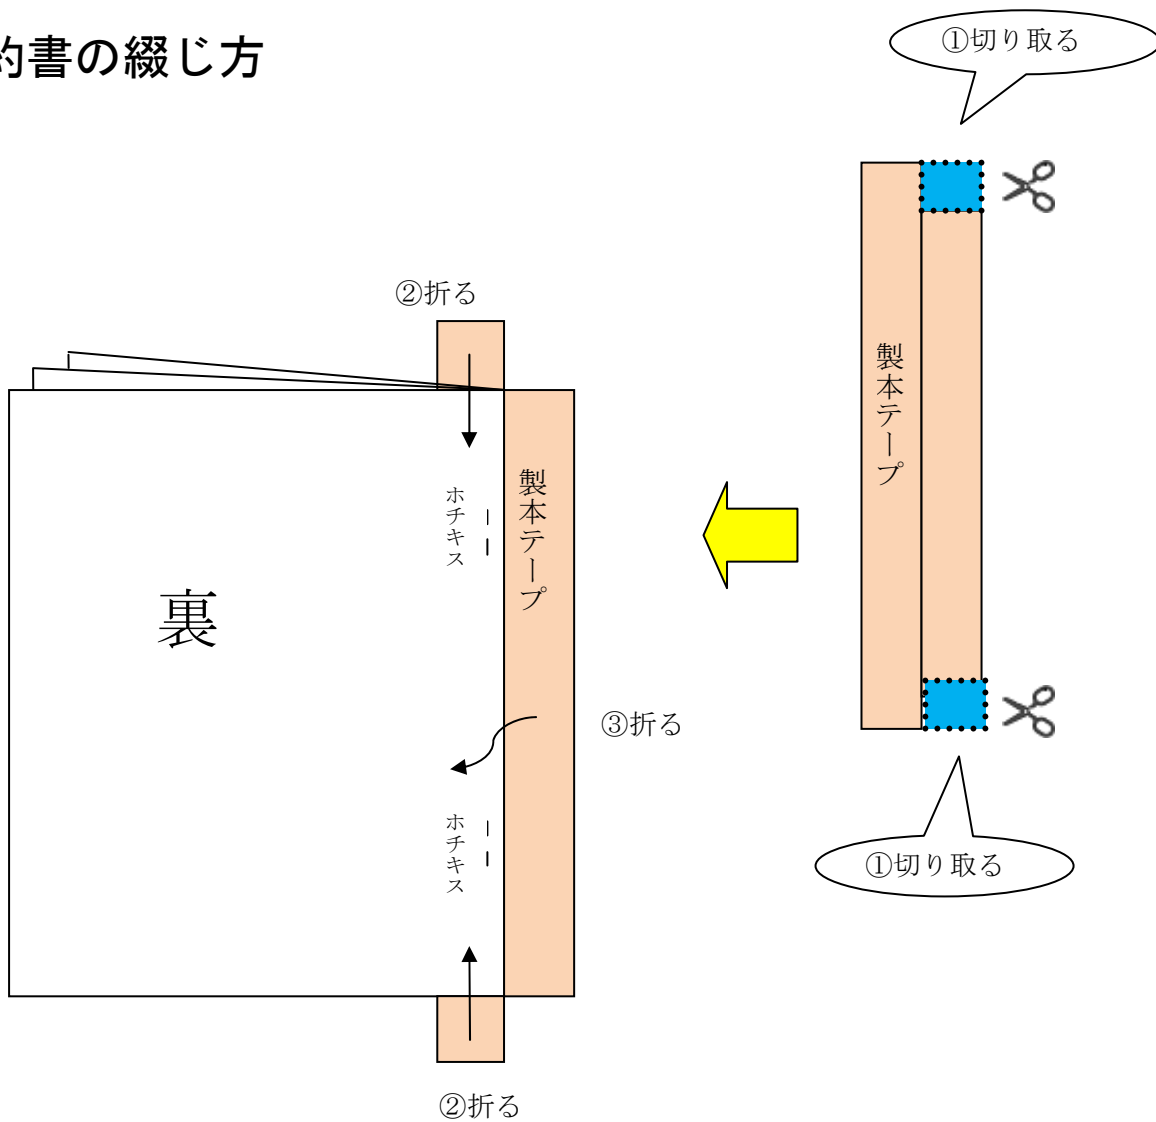 約書の綴じ方
①切り取る
②折る
製本テープ
製本テープ
ホチキス
裏
③折る
ホチキス
①切り取る
②折る